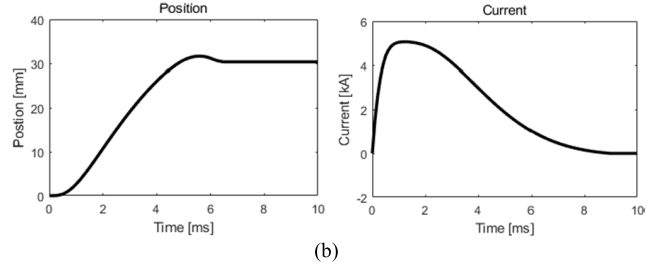 Position
Postion [mm]
40
30
20
10
0
0 2 4 6 8 10
Time [ms]
Current
Current [kA]
6
4
2
0
-2
0 2 4 6 8 10
Time [ms]
(b)